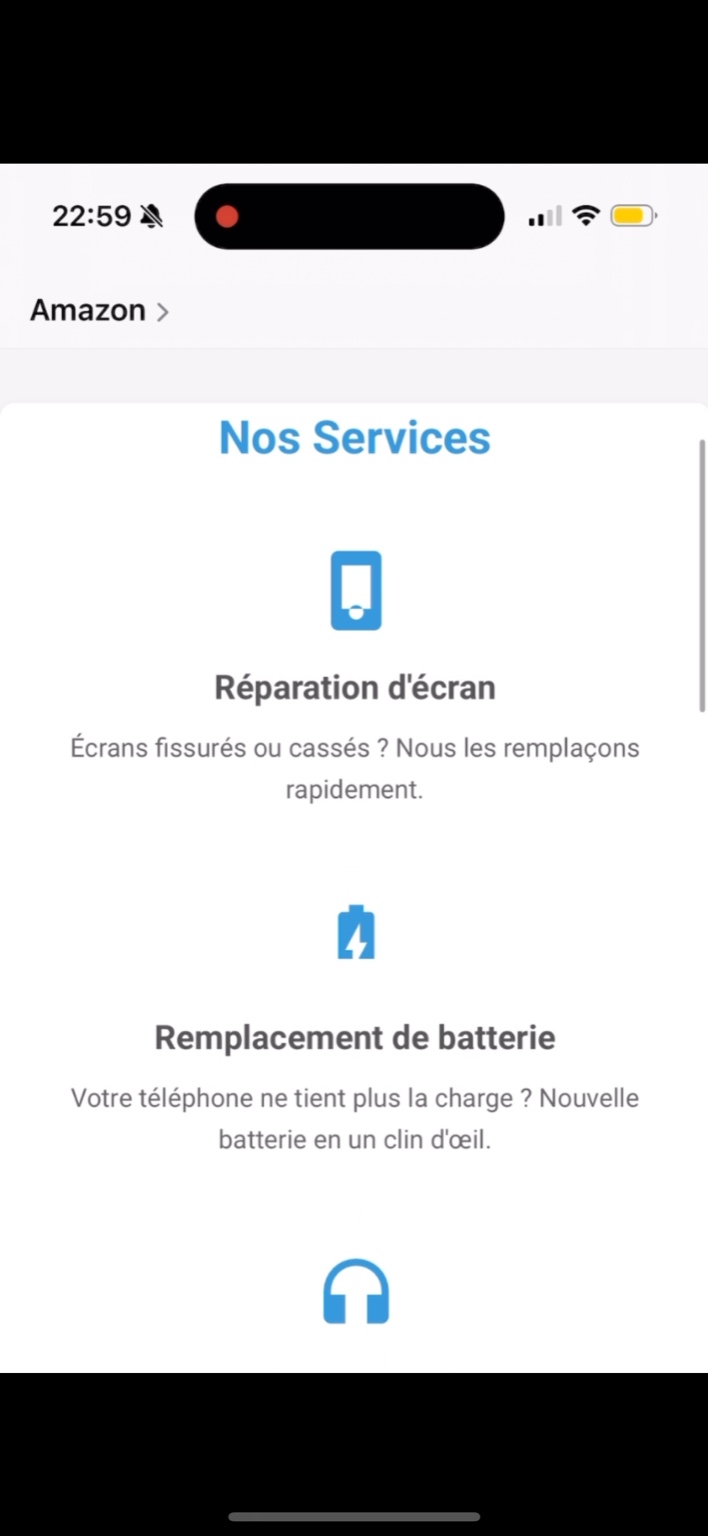 22:59
Amazon >
Nos Services
Réparation d'écran
Écrans fissurés ou cassés ? Nous les remplaçons
rapidement.
Remplacement de batterie
Votre téléphone ne tient plus la charge ? Nouvelle
batterie en un clin d'œil.